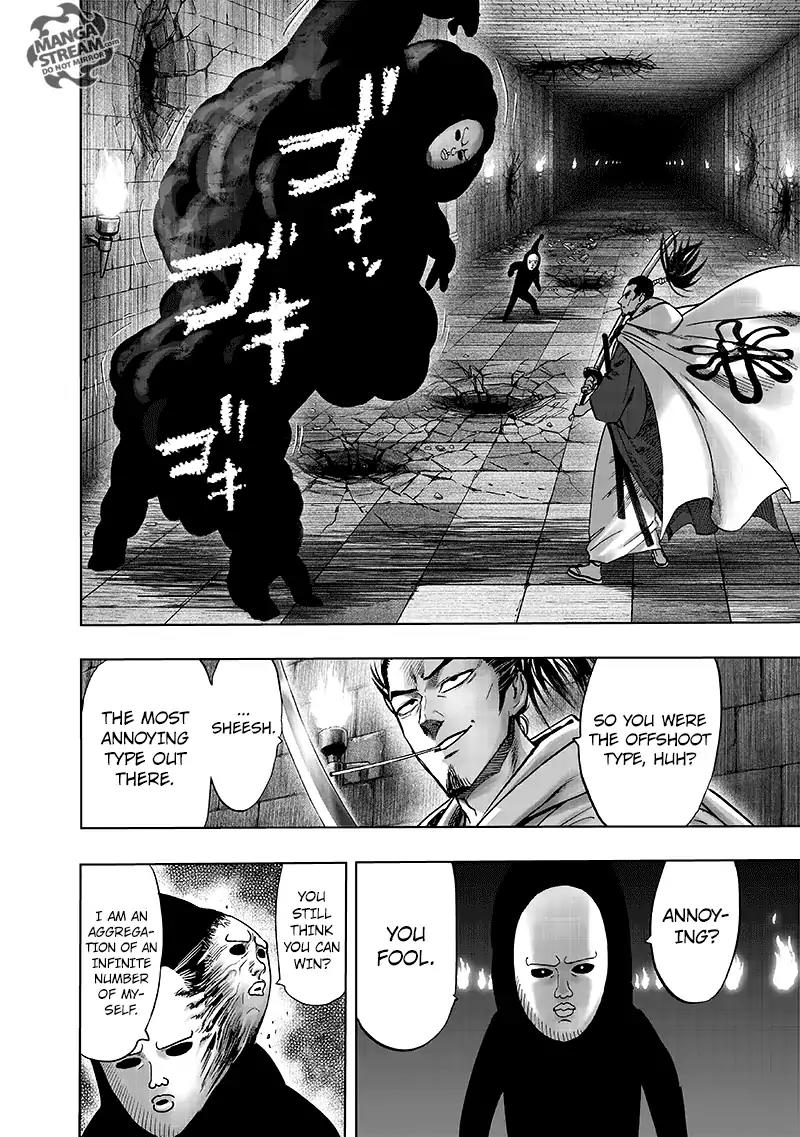 MANGA
STREAM.com
DO NOT MIRROR
ゴキッ
ゴキ
ゴキ
SO YOU WERE
THE OFFSHOOT
TYPE, HUH?
...
SHEESH.
THE MOST
ANNOYING
TYPE OUT
THERE.
ANNOY-
ING?
YOU
FOOL.
YOU
STILL
THINK
YOU CAN
WIN?
I AM AN
AGGREGA-
TION OF AN
INFINITE
NUMBER
OF MY-
SELF.